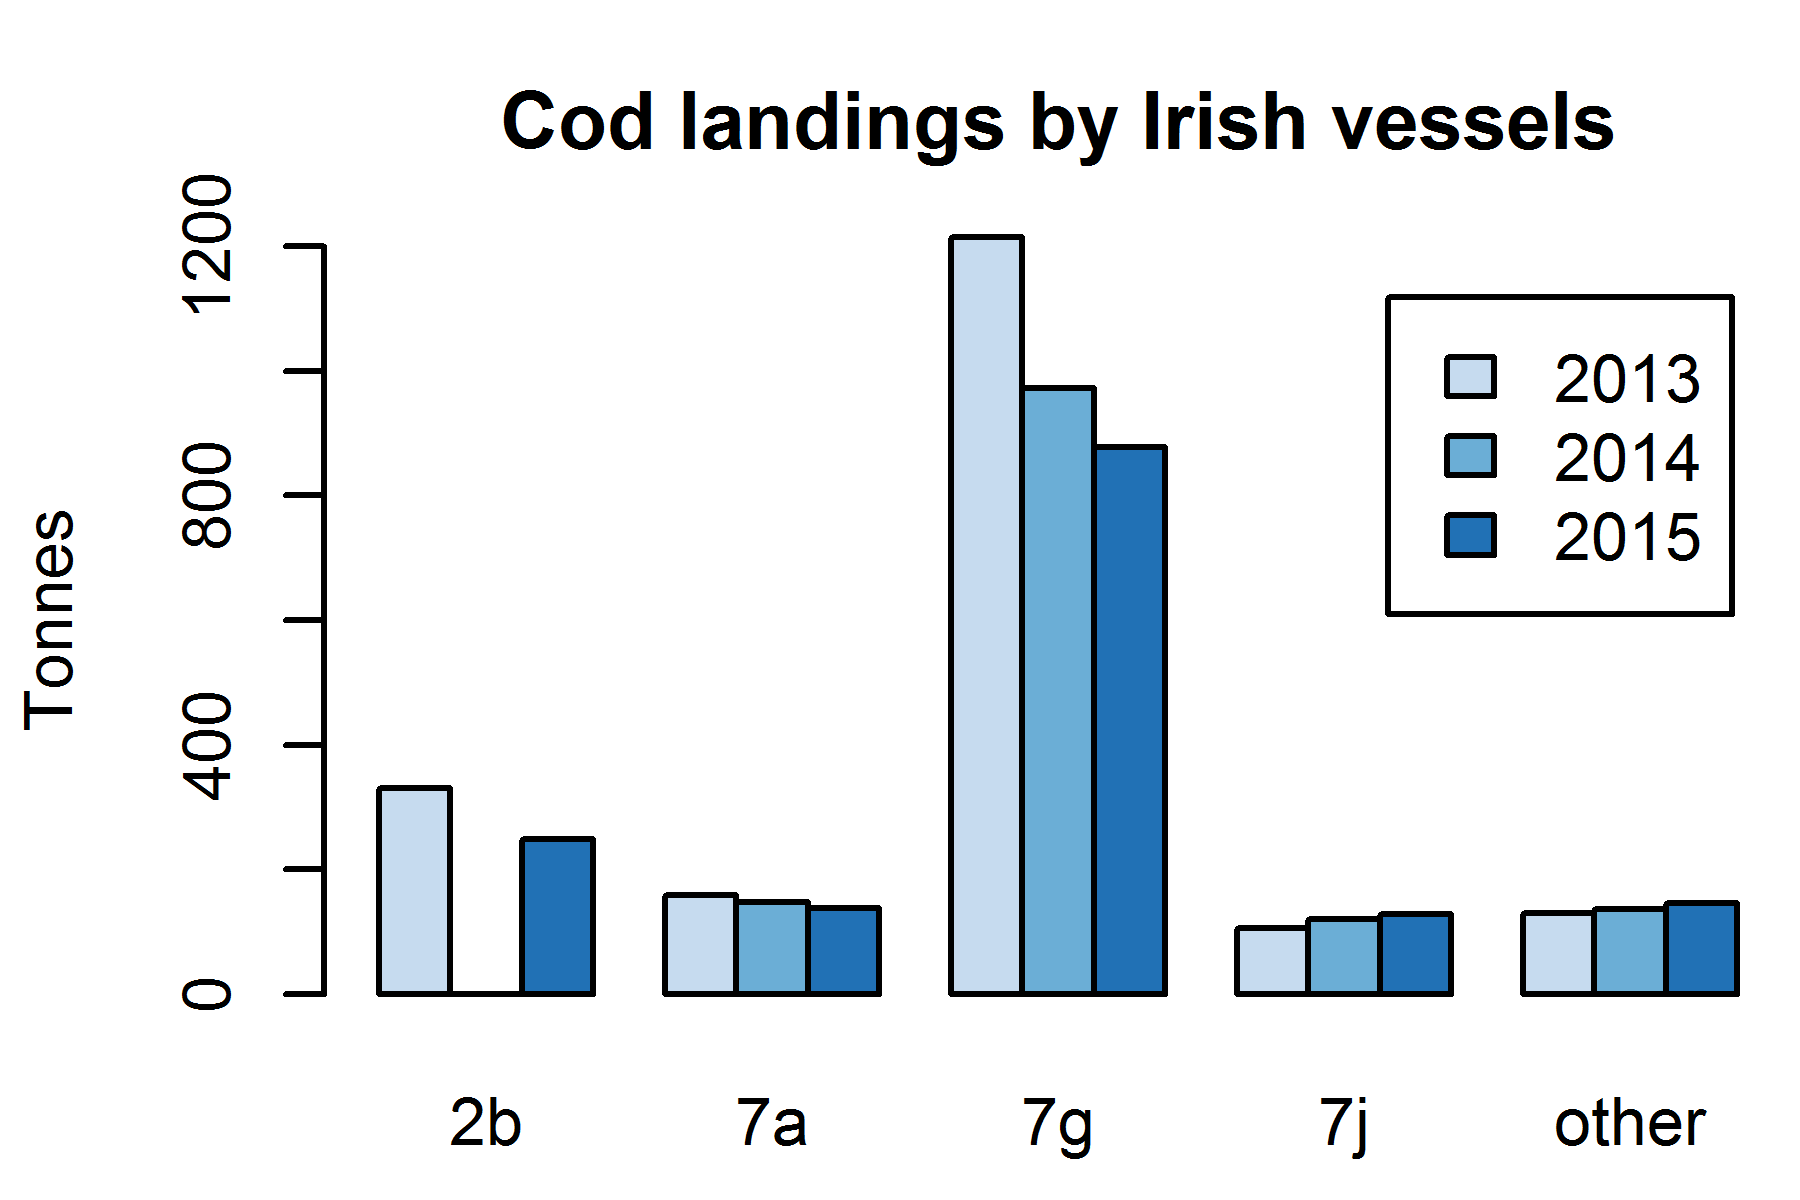 Cod landings by Irish vessels
Tonnes
1200
800
400
0
2013
2014
2015
2b
7a
7g
7j
other